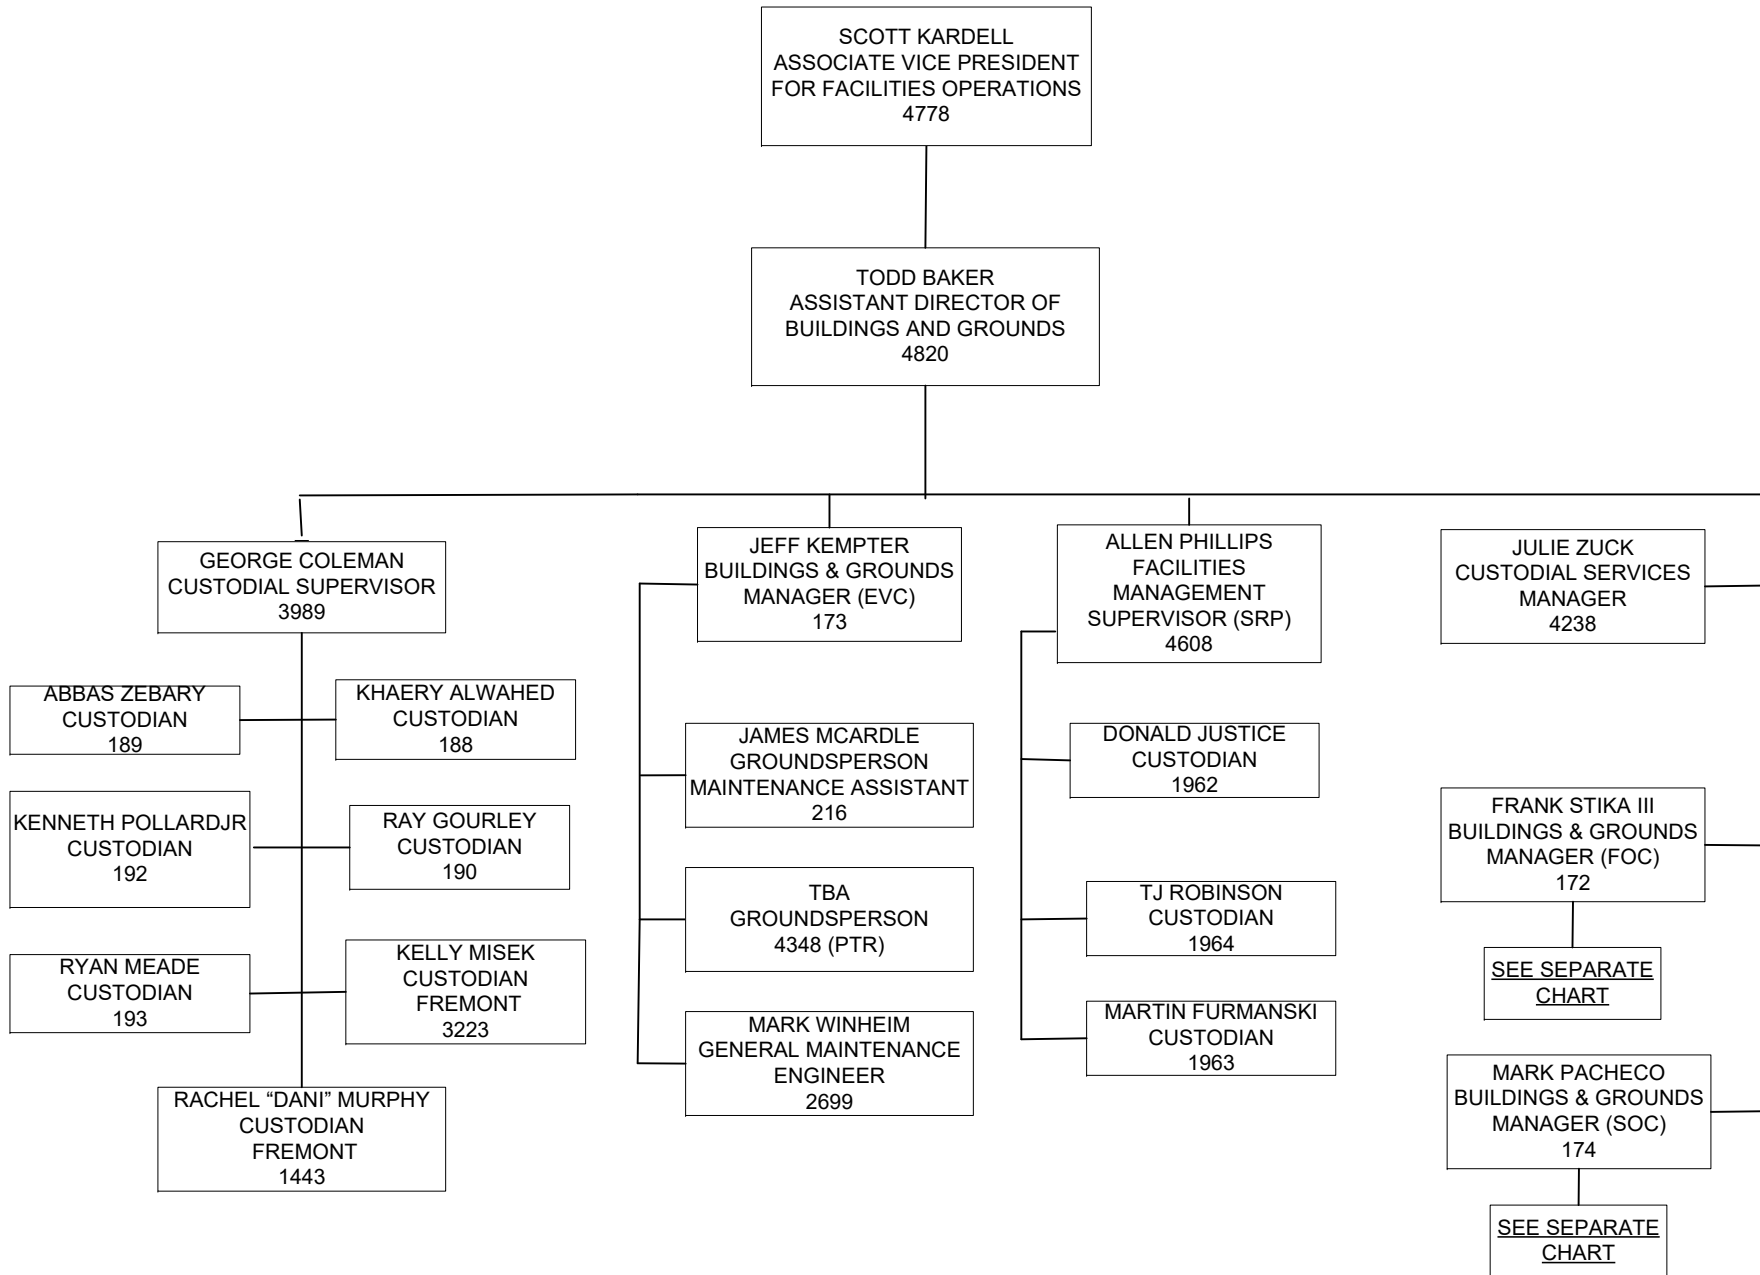 SCOTT KARDELL
ASSOCIATE VICE PRESIDENT
FOR FACILITIES OPERATIONS
4778
TODD BAKER
ASSISTANT DIRECTOR OF
BUILDINGS AND GROUNDS
4820
GEORGE COLEMAN
CUSTODIAL SUPERVISOR
3989
ABBAS ZEBARY
CUSTODIAN
189
KHAERY ALWAHED
CUSTODIAN
188
KENNETH POLLARDJR
CUSTODIAN
192
RAY GOURLEY
CUSTODIAN
190
RYAN MEADE
CUSTODIAN
193
KELLY MISEK
CUSTODIAN
FREMONT
3223
RACHEL “DANI” MURPHY
CUSTODIAN
FREMONT
1443
JEFF KEMPTER
BUILDINGS & GROUNDS
MANAGER (EVC)
173
JAMES MCARDLE
GROUNDSPERSON
MAINTENANCE ASSISTANT
216
TBA
GROUNDSPERSON
4348 (PTR)
MARK WINHEIM
GENERAL MAINTENANCE
ENGINEER
2699
ALLEN PHILLIPS
FACILITIES
MANAGEMENT
SUPERVISOR (SRP)
4608
DONALD JUSTICE
CUSTODIAN
1962
TJ ROBINSON
CUSTODIAN
1964
MARTIN FURMANSKI
CUSTODIAN
1963
JULIE ZUCK
CUSTODIAL SERVICES
MANAGER
4238
FRANK STIKA III
BUILDINGS & GROUNDS
MANAGER (FOC)
172
SEE SEPARATE
CHART
MARK PACHECO
BUILDINGS & GROUNDS
MANAGER (SOC)
174
SEE SEPARATE
CHART